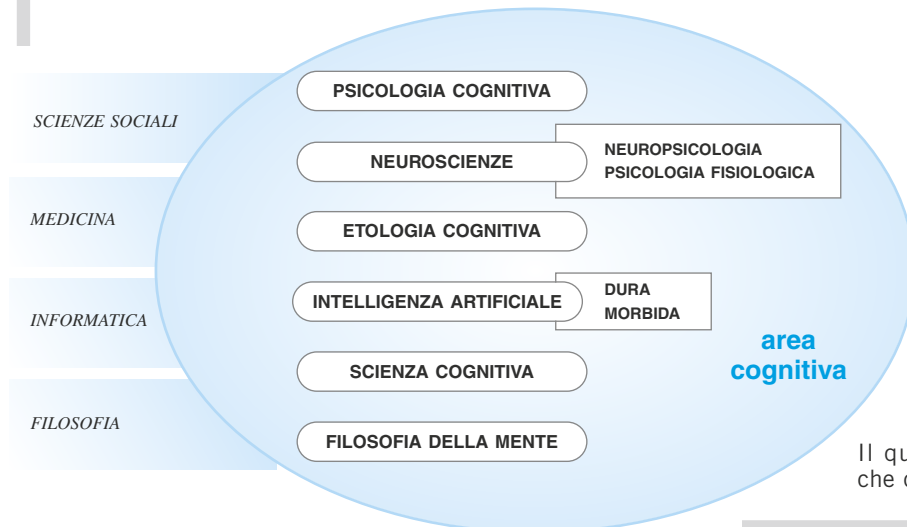 SCIENZE SOCIALI
MEDICINA
INFORMATICA
FILOSOFIA
PSICOLOGIA COGNITIVA
NEUROSCIENZE
NEUROPSICOLOGIA
PSICOLOGIA FISIOLOGICA
ETOLOGIA COGNITIVA
INTELLIGENZA ARTIFICIALE
DURA
MORBIDA
SCIENZA COGNITIVA
FILOSOFIA DELLA MENTE
area
cognitiva
Il
che